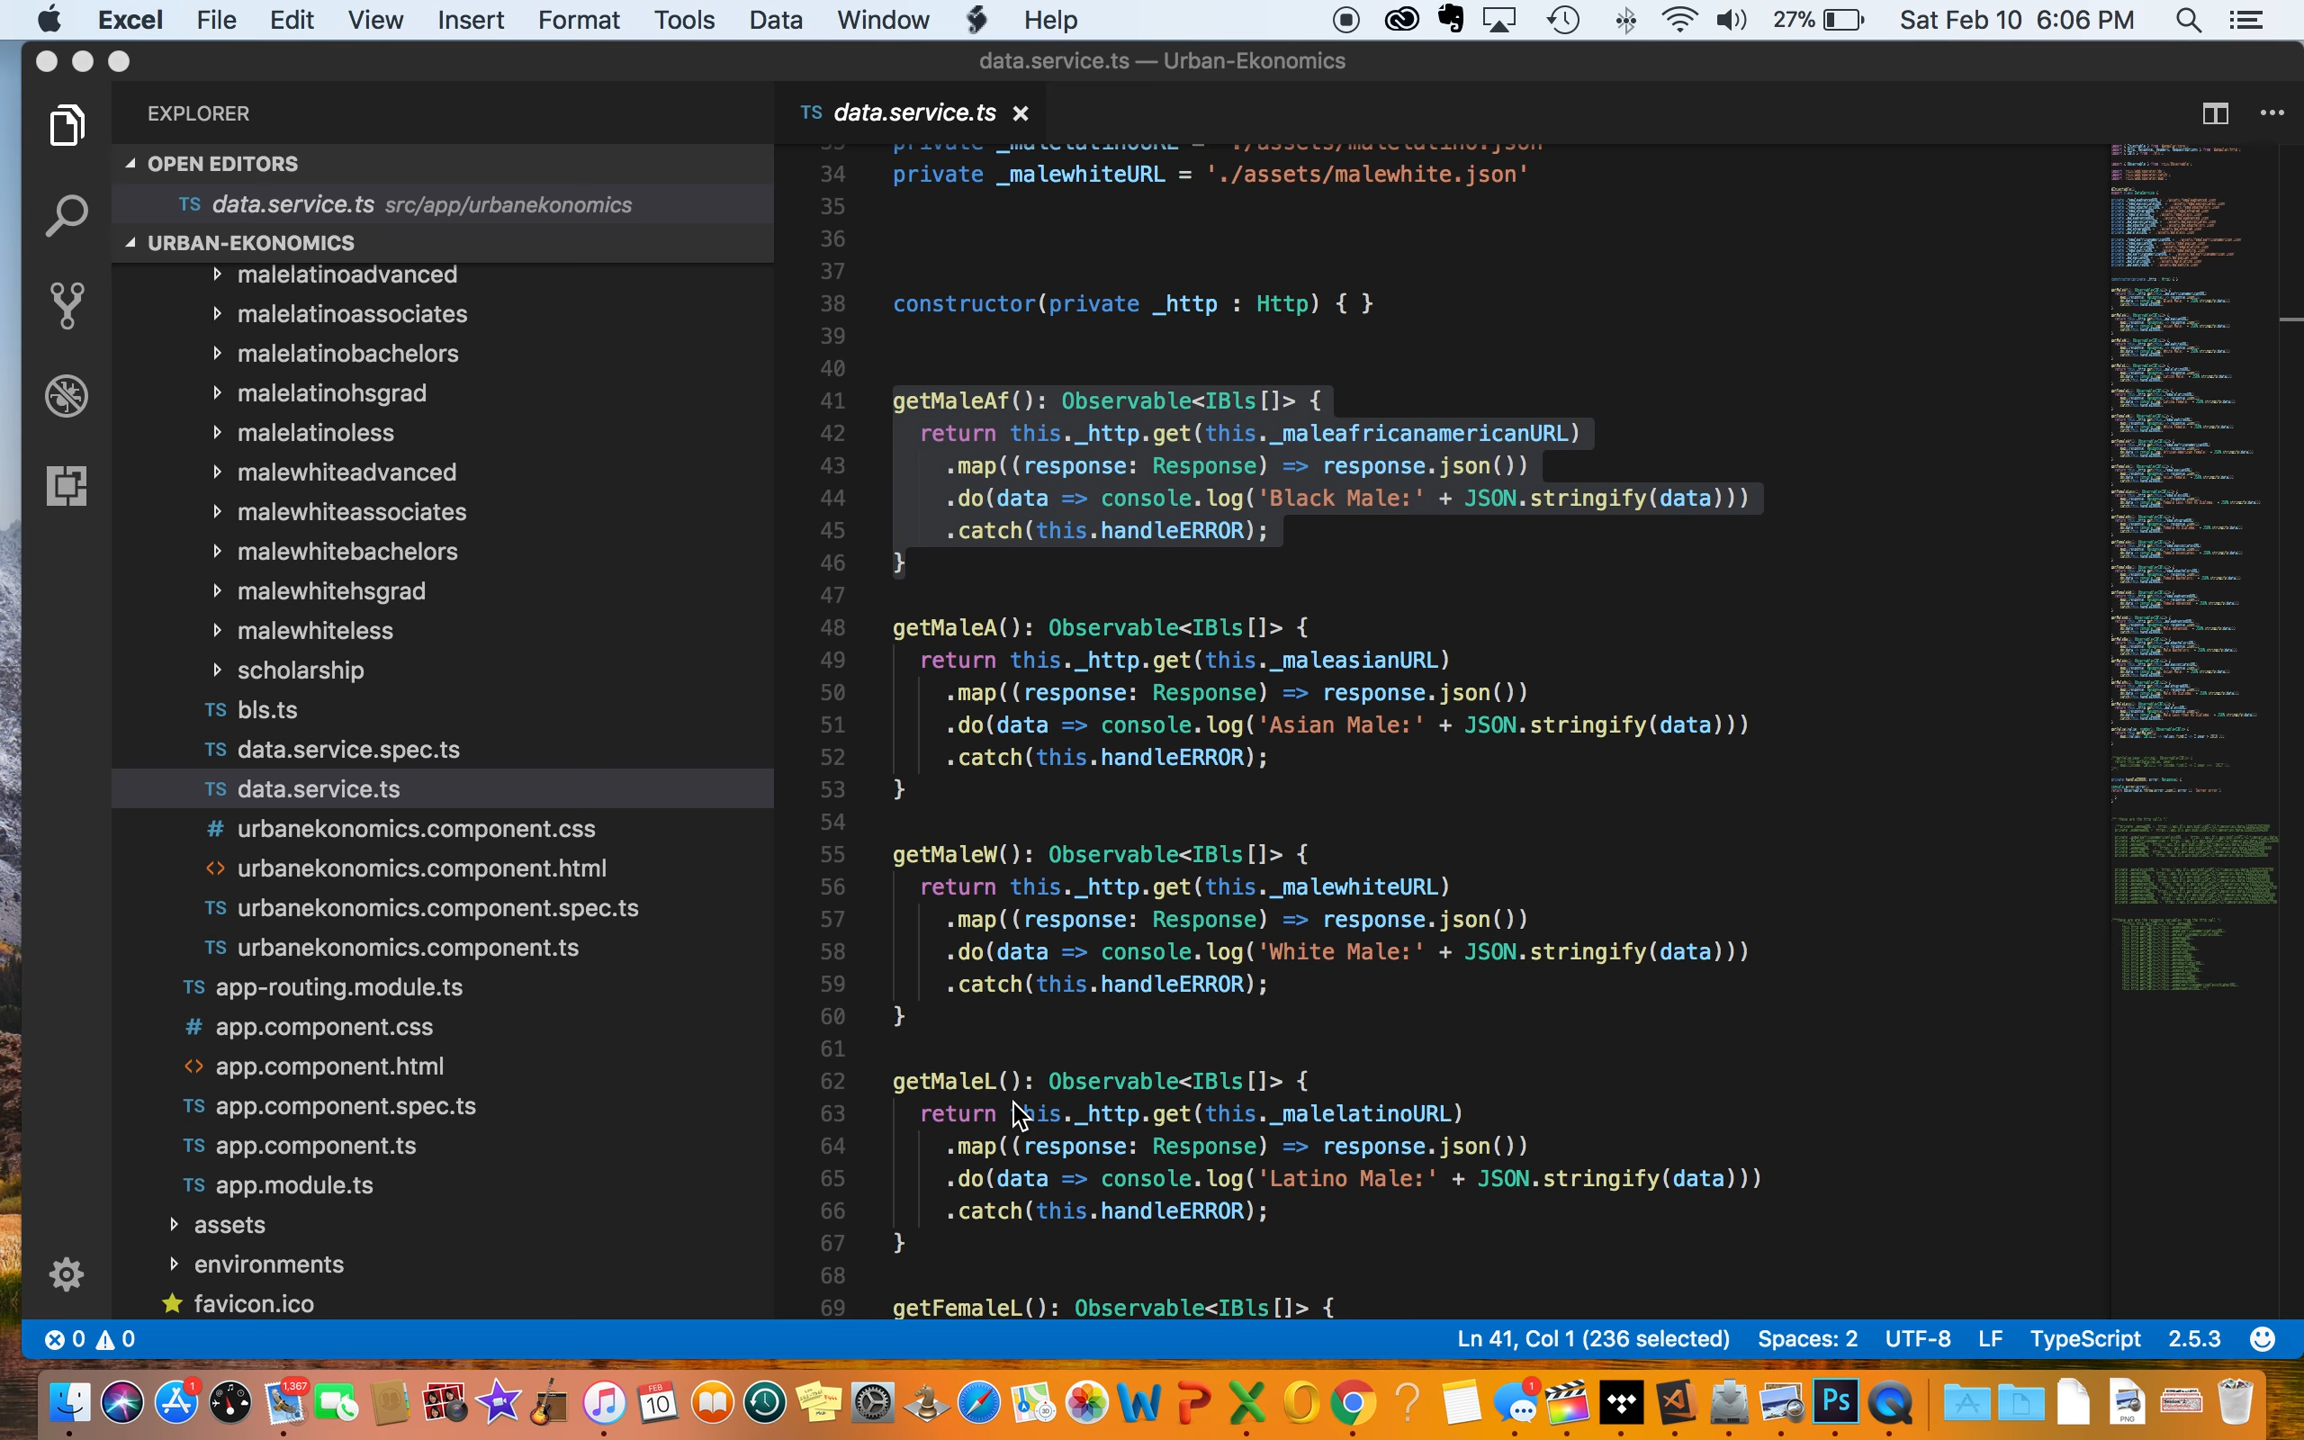 Excel File Edit View Insert Format Tools Data Window Help 27% Sat Feb 10 6:06 PM
data.service.ts — Urban-Ekonomics
EXPLORER
OPEN EDITORS
TS data.service.ts src/app/urbanekonomics
URBAN-EKONOMICS
malelatinoadvanced
malelatinoassociates
malelatinobachelors
malelatinohsgrad
malelatinoless
malewhiteadvanced
malewhiteassociates
malewhitebachelors
malewhitehsgrad
malewhiteless
scholarship
TS bls.ts
TS data.service.spec.ts
TS data.service.ts
# urbanekonomics.component.css
<> urbanekonomics.component.html
TS urbanekonomics.component.spec.ts
TS urbanekonomics.component.ts
TS app-routing.module.ts
# app.component.css
<> app.component.html
TS app.component.spec.ts
TS app.component.ts
TS app.module.ts
assets
environments
favicon.ico
TS data.service.ts ×
33 private _malelatinoURL = './assets/malelatino.json'
34 private _malewhiteURL = './assets/malewhite.json'
35
36
37
38 constructor(private _http : Http) { }
39
40
41 getMaleAf(): Observable<IBls[]> {
42 return this._http.get(this._maleafricanamericanURL)
43 .map((response: Response) => response.json())
44 .do(data => console.log('Black Male:' + JSON.stringify(data)))
45 .catch(this.handleERROR);
46 }
47
48 getMaleA(): Observable<IBls[]> {
49 return this._http.get(this._maleasianURL)
50 .map((response: Response) => response.json())
51 .do(data => console.log('Asian Male:' + JSON.stringify(data)))
52 .catch(this.handleERROR);
53 }
54
55 getMaleW(): Observable<IBls[]> {
56 return this._http.get(this._malewhiteURL)
57 .map((response: Response) => response.json())
58 .do(data => console.log('White Male:' + JSON.stringify(data)))
59 .catch(this.handleERROR);
60 }
61
62 getMaleL(): Observable<IBls[]> {
63 return this._http.get(this._malelatinoURL)
64 .map((response: Response) => response.json())
65 .do(data => console.log('Latino Male:' + JSON.stringify(data)))
66 .catch(this.handleERROR);
67 }
68
69 getFemaleL(): Observable<IBls[]> {
0 0 Ln 41, Col 1 (236 selected) Spaces: 2 UTF-8 LF TypeScript 2.5.3
1 1,367 FEB 10 1 Ps PNG